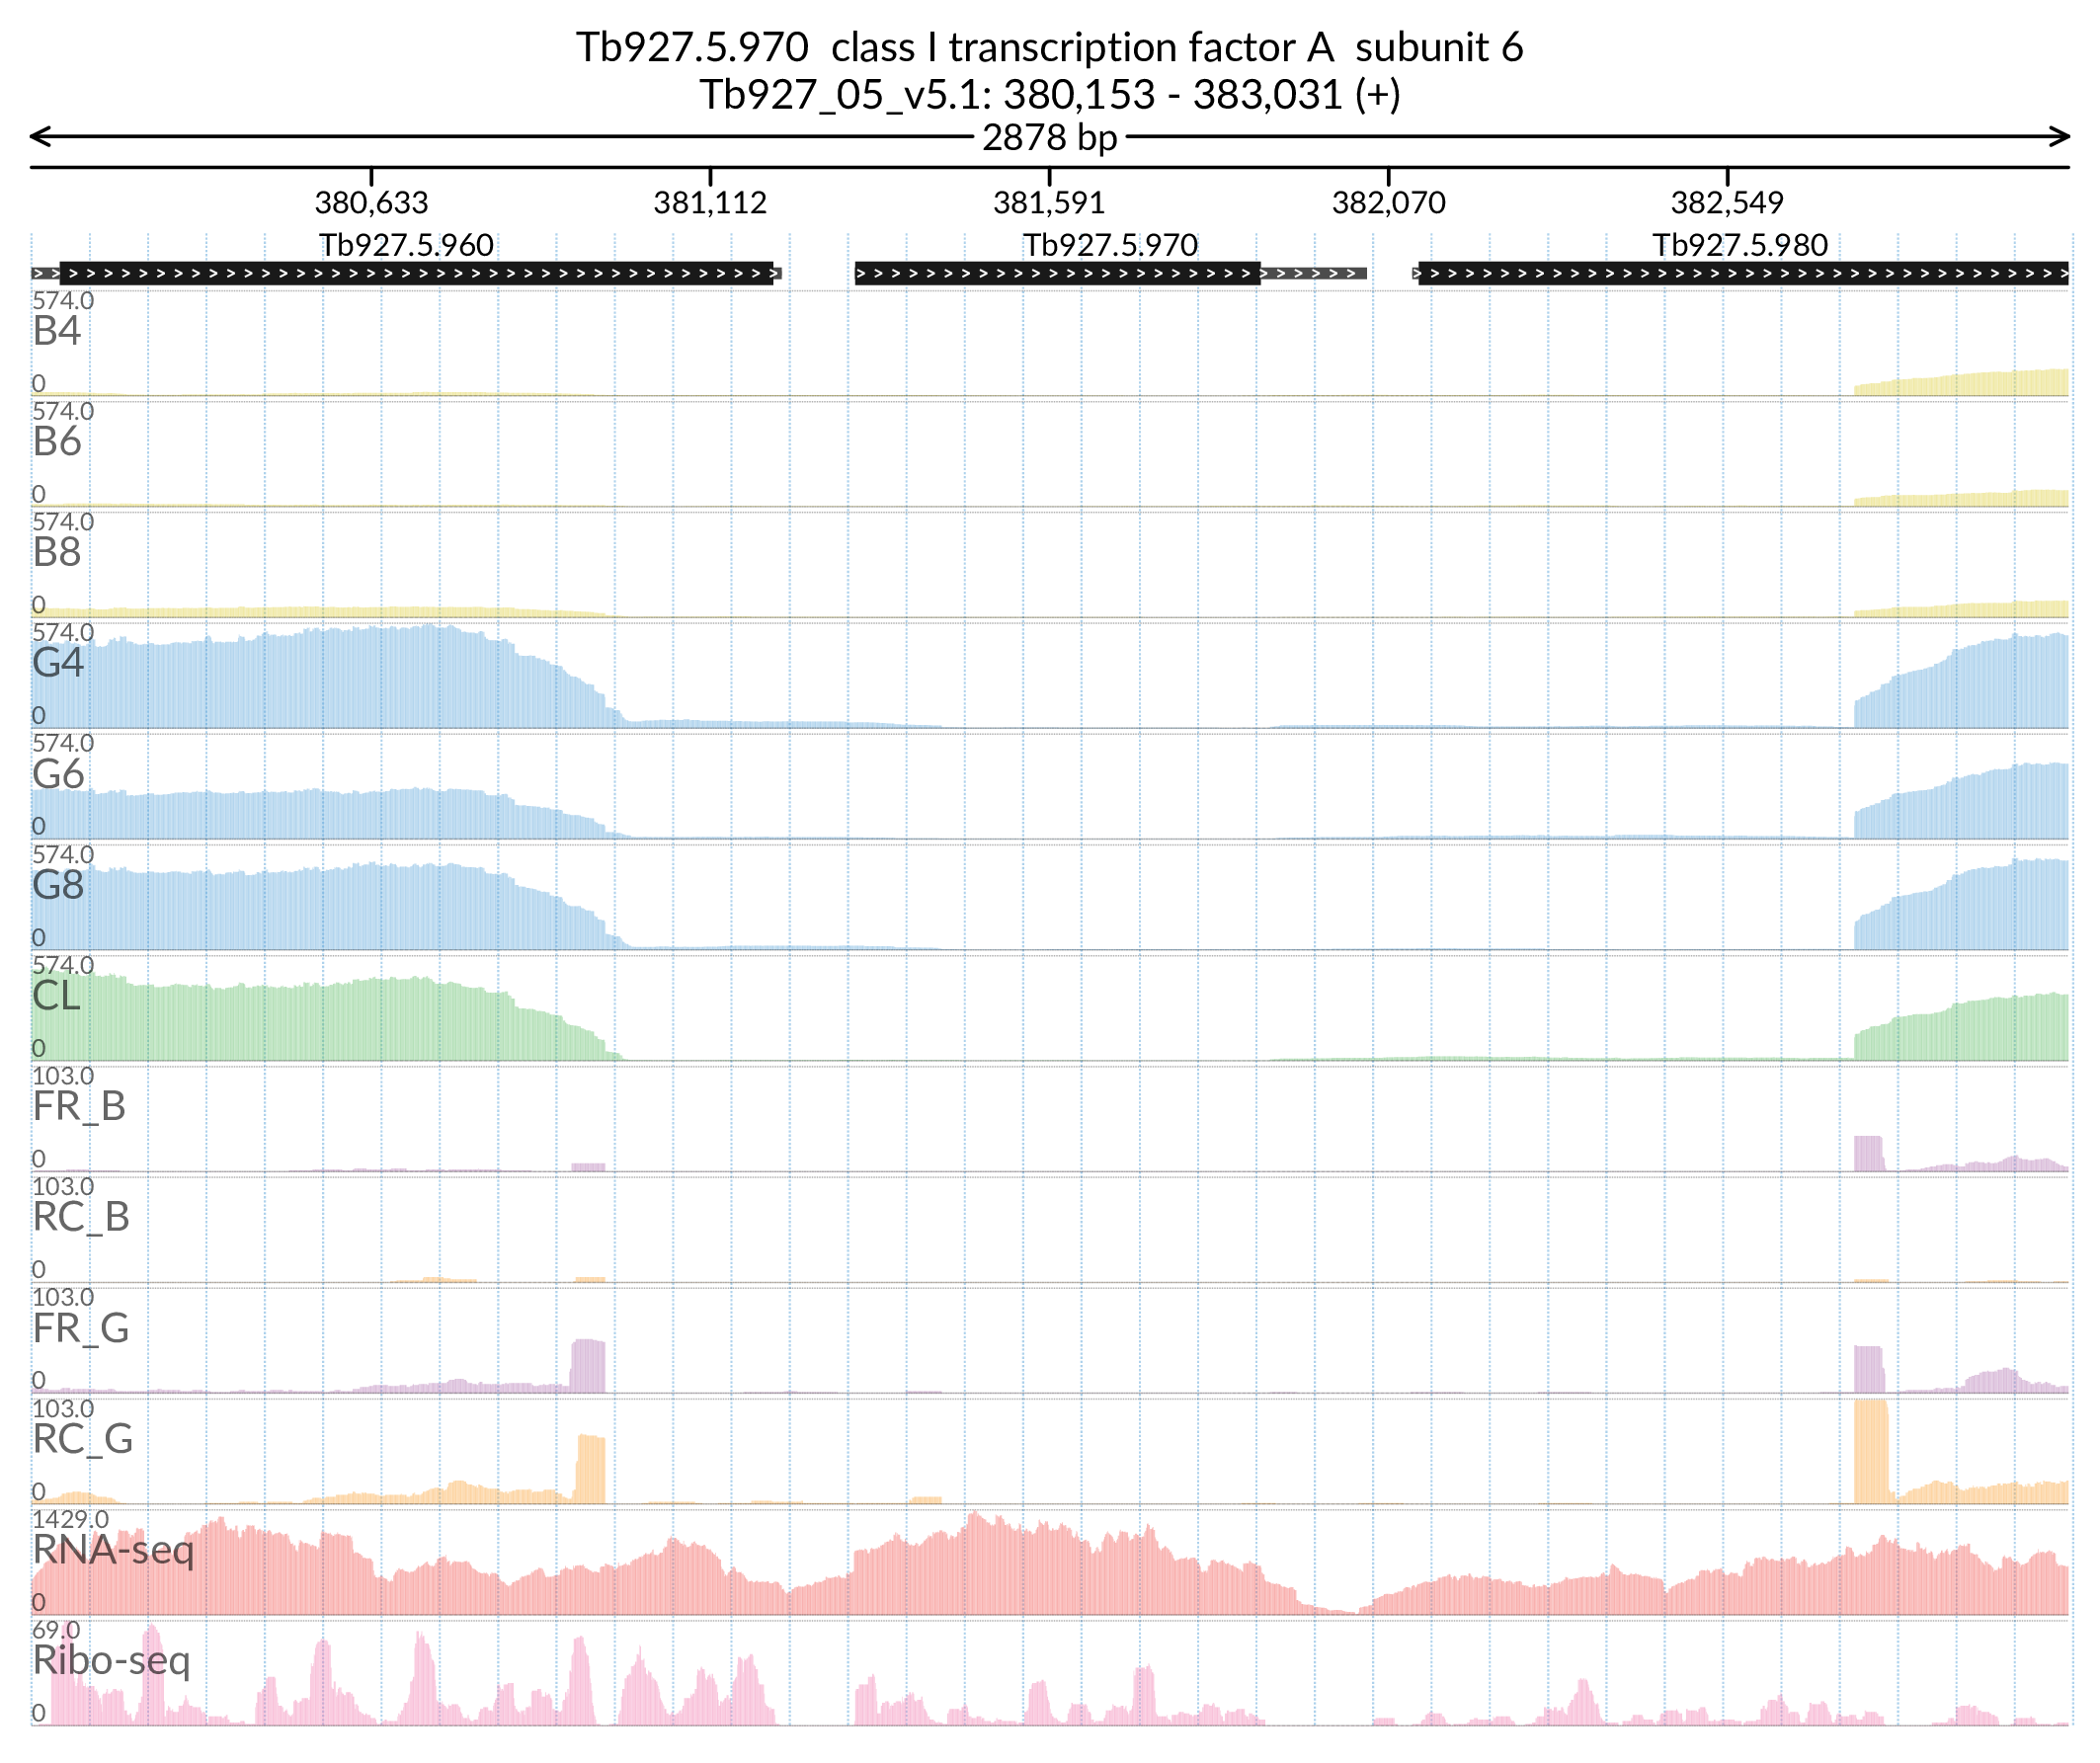 Tb927.5.970  class I transcription factor A  subunit 6
Tb927_05_v5.1: 380,153 - 383,031 (+)
2878 bp
380,633 381,112 381,591 382,070 382,549
Tb927.5.960 Tb927.5.970 Tb927.5.980
574.0
B4
0
574.0
B6
0
574.0
B8
0
574.0
G4
0
574.0
G6
0
574.0
G8
0
574.0
CL
0
103.0
FR_B
0
103.0
RC_B
0
103.0
FR_G
0
103.0
RC_G
0
1429.0
RNA-seq
0
69.0
Ribo-seq
0